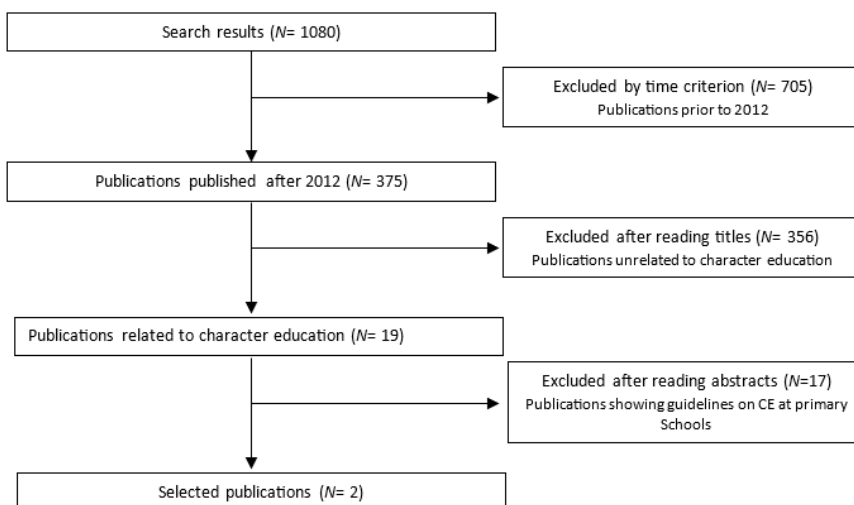 Search results (N= 1080)
Excluded by time criterion (N= 705)
Publications prior to 2012
Publications published after 2012 (N= 375)
Excluded after reading titles (N= 356)
Publications unrelated to character education
Publications related to character education (N= 19)
Excluded after reading abstracts (N=17)
Publications showing guidelines on CE at primary
Schools
Selected publications (N= 2)